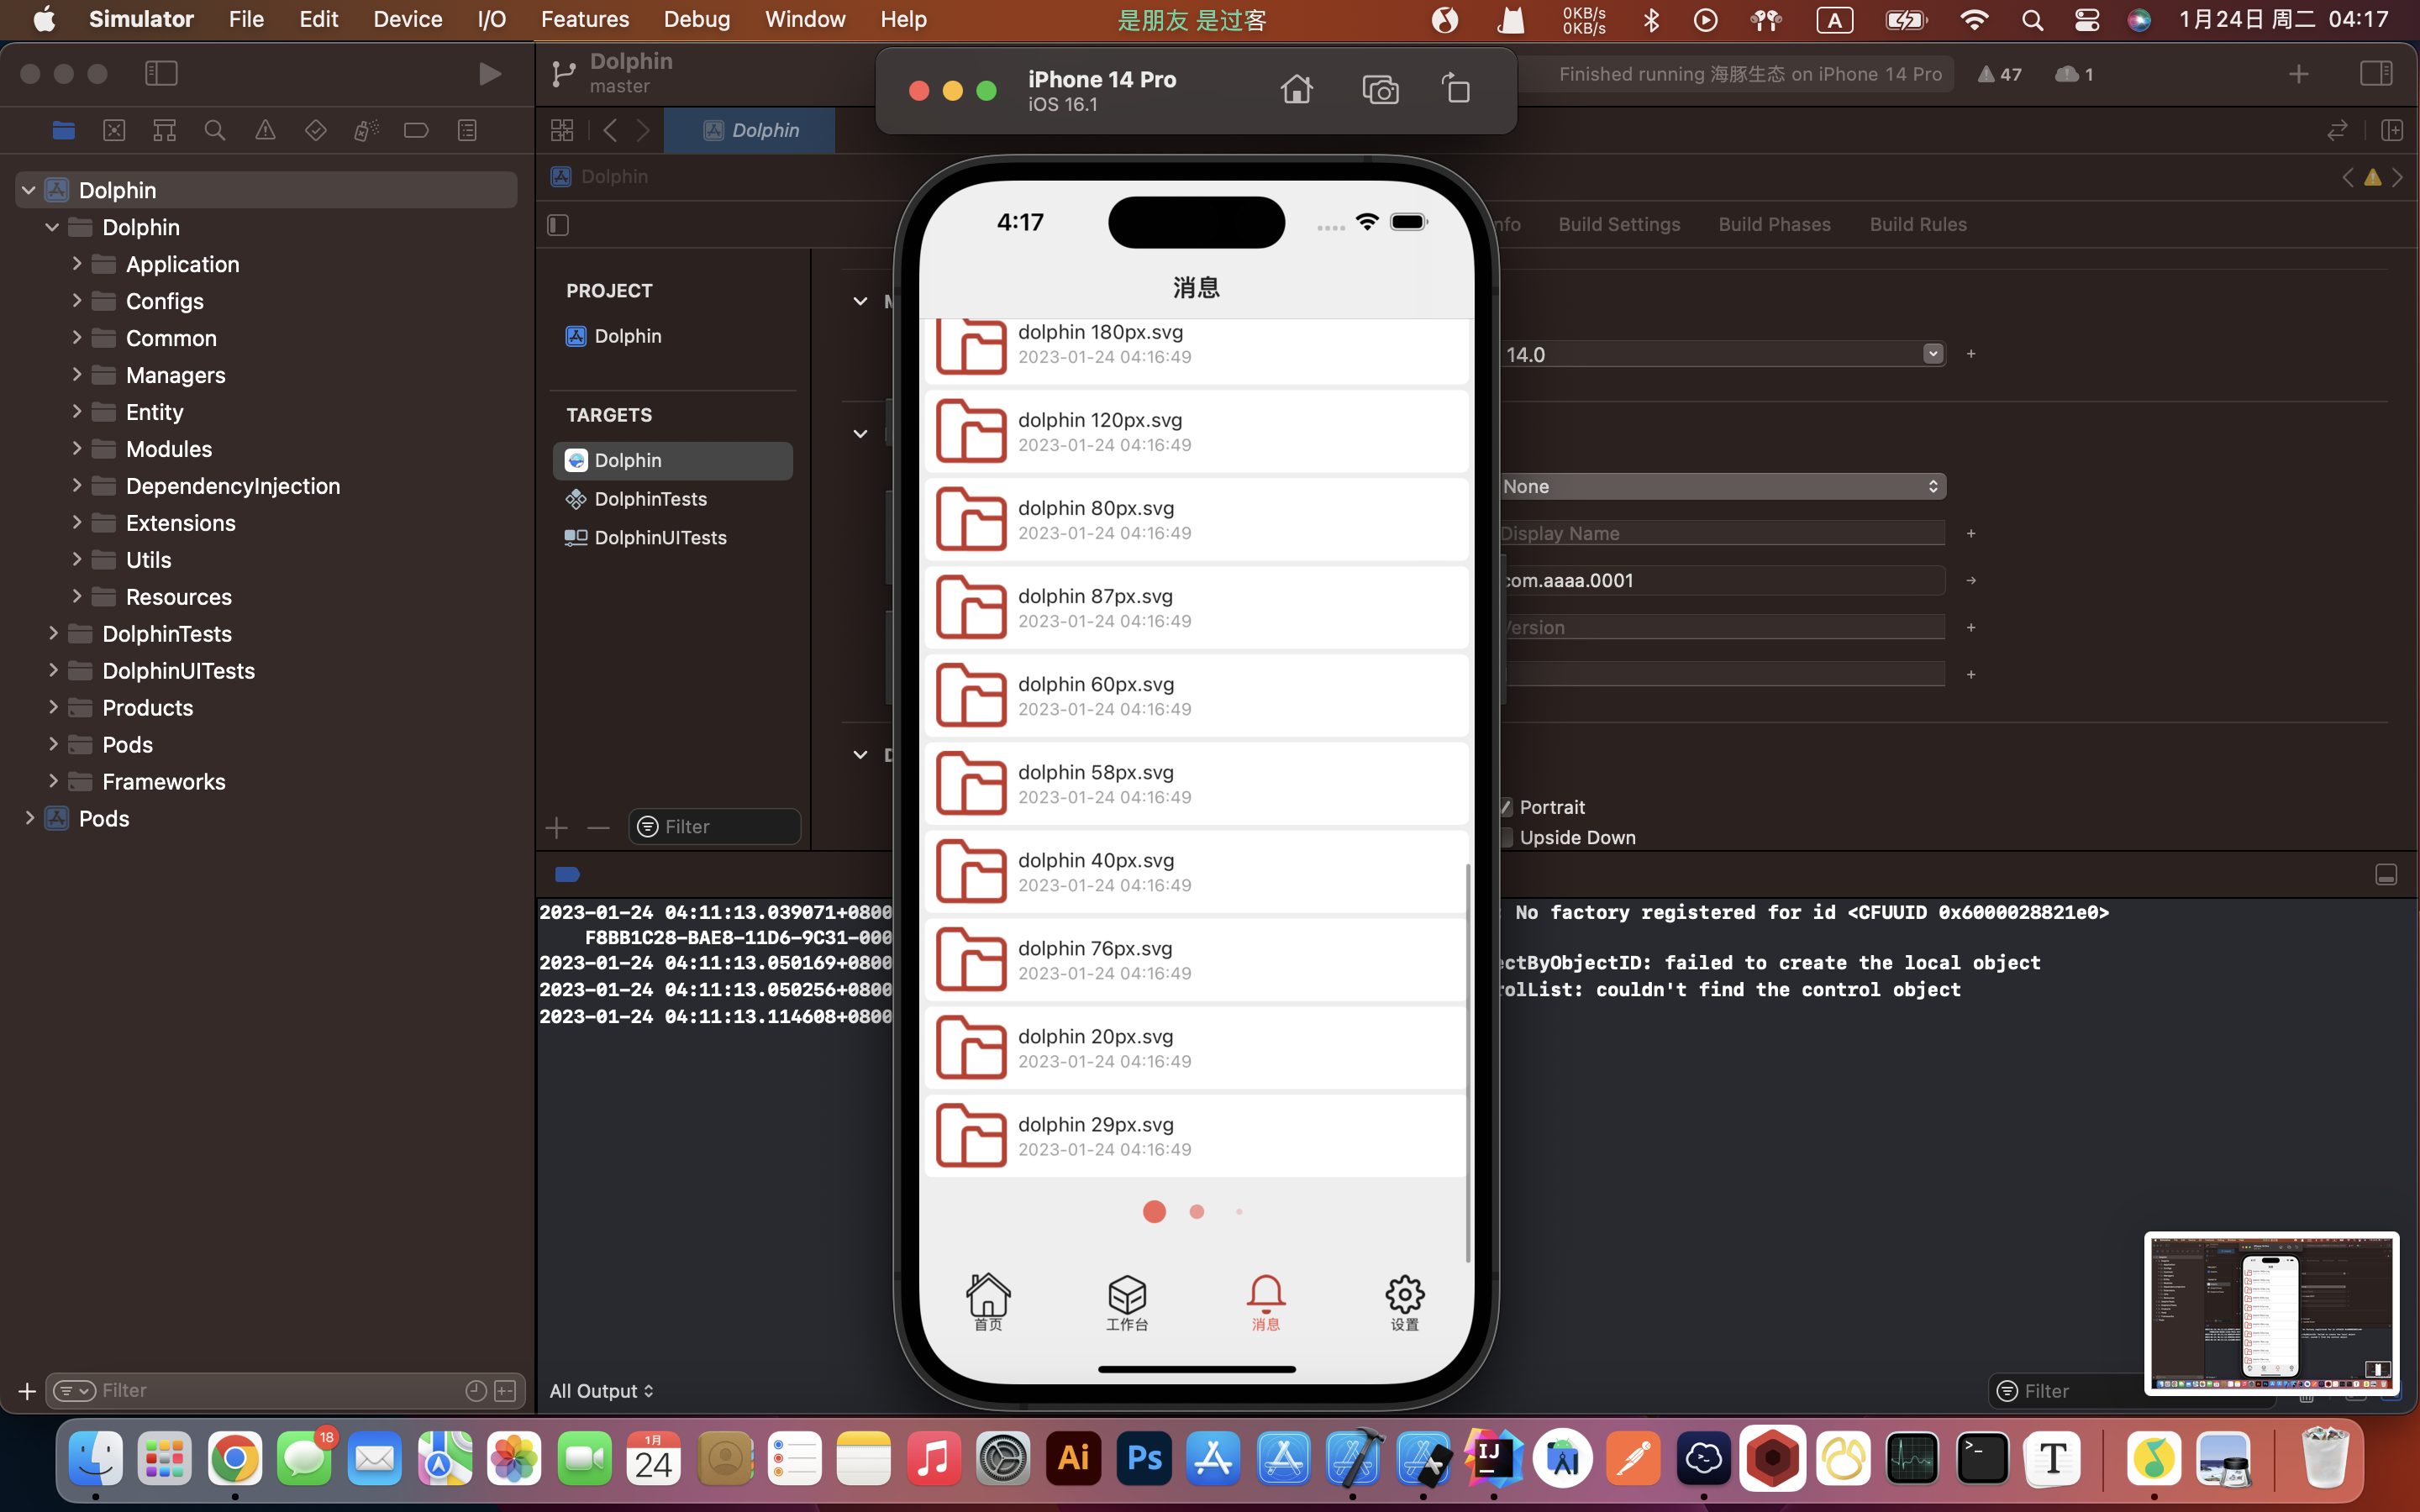 Simulator File Edit Device I/O Features Debug Window Help
是朋友 是过客
0KB/s
0KB/s
A
1月24日 周二 04:17
Dolphin
master
iPhone 14 Pro
iOS 16.1
Finished running 海豚生态 on iPhone 14 Pro
47
1
Dolphin
Dolphin
Dolphin
Dolphin
Application
Configs
Common
Managers
Entity
Modules
DependencyInjection
Extensions
Utils
Resources
DolphinTests
DolphinUITests
Products
Pods
Frameworks
Pods
Filter
PROJECT
Dolphin
TARGETS
Dolphin
DolphinTests
DolphinUITests
Filter
nfo Build Settings Build Phases Build Rules
14.0
None
Display Name
com.aaaa.0001
Version
Portrait
Upside Down
4:17
消息
dolphin 180px.svg
2023-01-24 04:16:49
dolphin 120px.svg
2023-01-24 04:16:49
dolphin 80px.svg
2023-01-24 04:16:49
dolphin 87px.svg
2023-01-24 04:16:49
dolphin 60px.svg
2023-01-24 04:16:49
dolphin 58px.svg
2023-01-24 04:16:49
dolphin 40px.svg
2023-01-24 04:16:49
dolphin 76px.svg
2023-01-24 04:16:49
dolphin 20px.svg
2023-01-24 04:16:49
dolphin 29px.svg
2023-01-24 04:16:49
首页 工作台 消息 设置
2023-01-24 04:11:13.039071+0800 : No factory registered for id <CFUUID 0x6000028821e0>
F8BB1C28-BAE8-11D6-9C31-000
2023-01-24 04:11:13.050169+0800 ectByObjectID: failed to create the local object
2023-01-24 04:11:13.050256+0800 rolList: couldn't find the control object
2023-01-24 04:11:13.114608+0800
All Output
Filter
18
1月
24
Ai
Ps
IJ
T